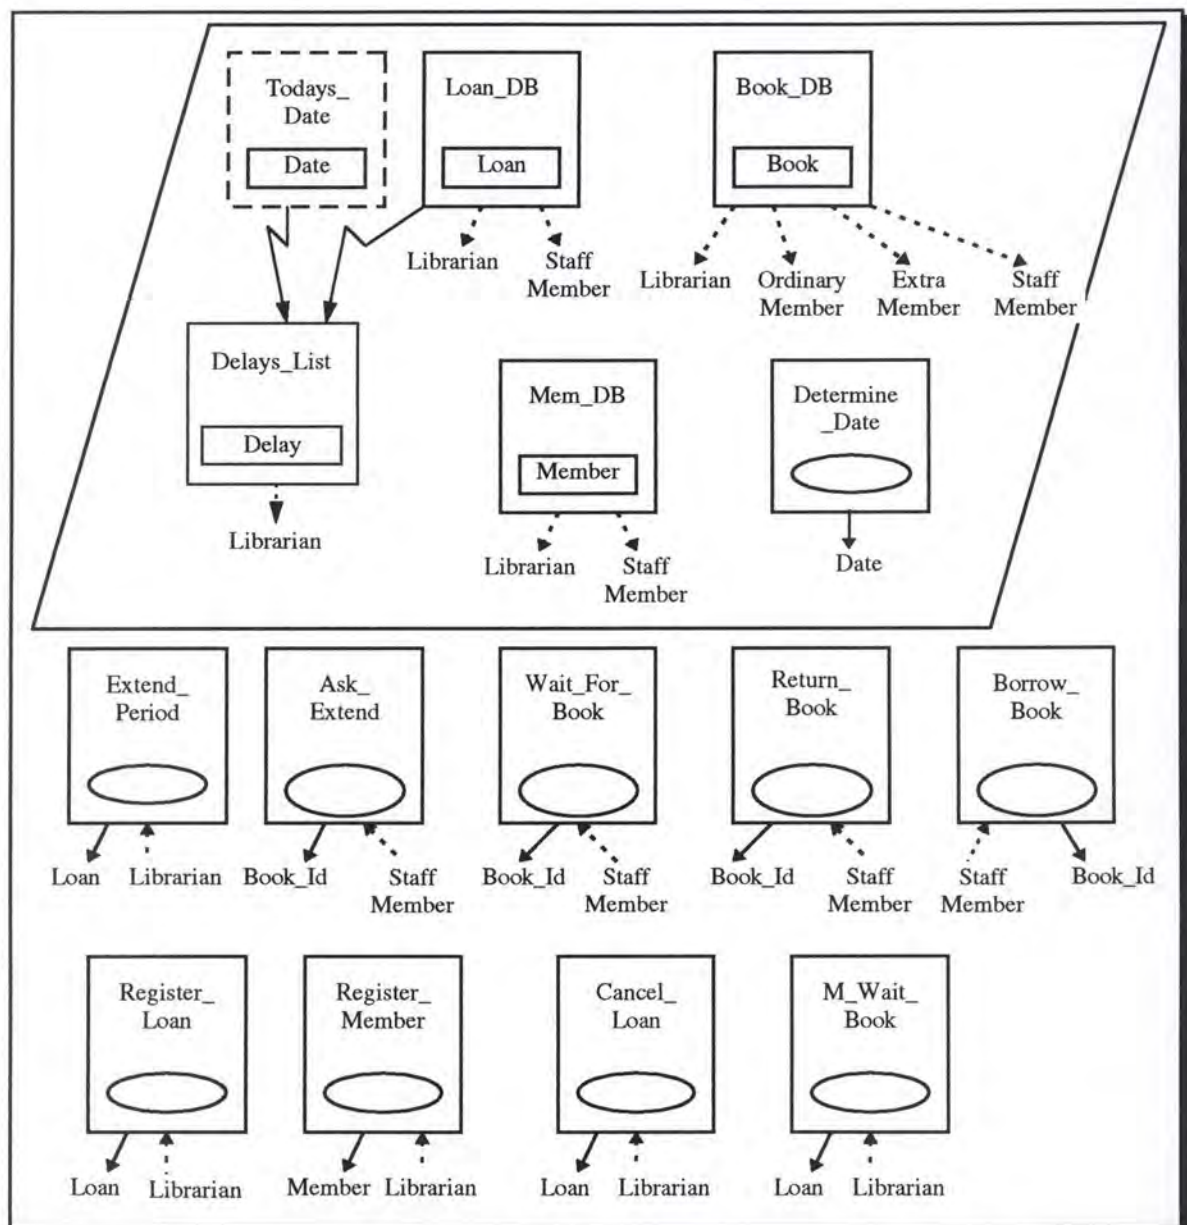 Todays_
Date
Date
Loan_DB
Loan
Book_DB
Book
Librarian
Staff
Member
Librarian
Ordinary
Member
Extra
Member
Staff
Member
Delays_List
Delay
Librarian
Mem_DB
Member
Librarian
Staff
Member
Determine
_Date
Date
Extend_
Period
Loan
Librarian
Ask_
Extend
Book_Id
Staff
Member
Wait_For_
Book
Book_Id
Staff
Member
Return_
Book
Book_Id
Staff
Member
Borrow_
Book
Staff
Member
Book_Id
Register_
Loan
Loan
Librarian
Register_
Member
Member
Librarian
Cancel_
Loan
Loan
Librarian
M_Wait_
Book
Loan
Librarian